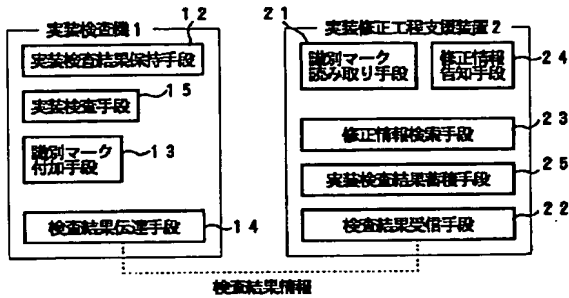 実装検査機1
12
実装検査結果保持手段
15
実装検査手段
識別マーク
付加手段
13
検査結果伝達手段
14
実装修正工程支援装置2
21
識別マーク
読み取り手段
修正情報
告知手段
24
修正情報検索手段
23
実装検査結果蓄積手段
25
検査結果受信手段
22
検査結果情報